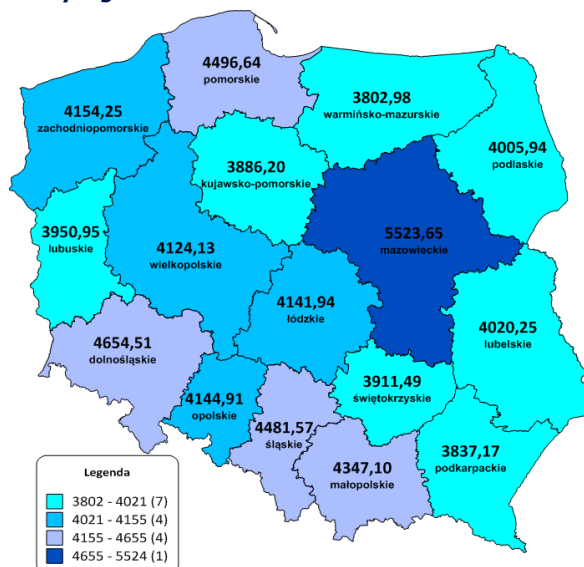 4496,64
pomorskie
3802,98
warmińsko-mazurskie
4154,25
zachodniopomorskie
4005,94
podlaskie
3886,20
kujawsko-pomorskie
5523,65
mazowieckie
3950,95
lubuskie
4124,13
wielkopolskie
4141,94
łódzkie
4020,25
lubelskie
4654,51
dolnośląskie
4144,91
opolskie
3911,49
świętokrzyskie
4481,57
śląskie
4347,10
małopolskie
3837,17
podkarpackie
Legenda
3802 - 4021 (7)
4021 - 4155 (4)
4155 - 4655 (4)
4655 - 5524 (1)